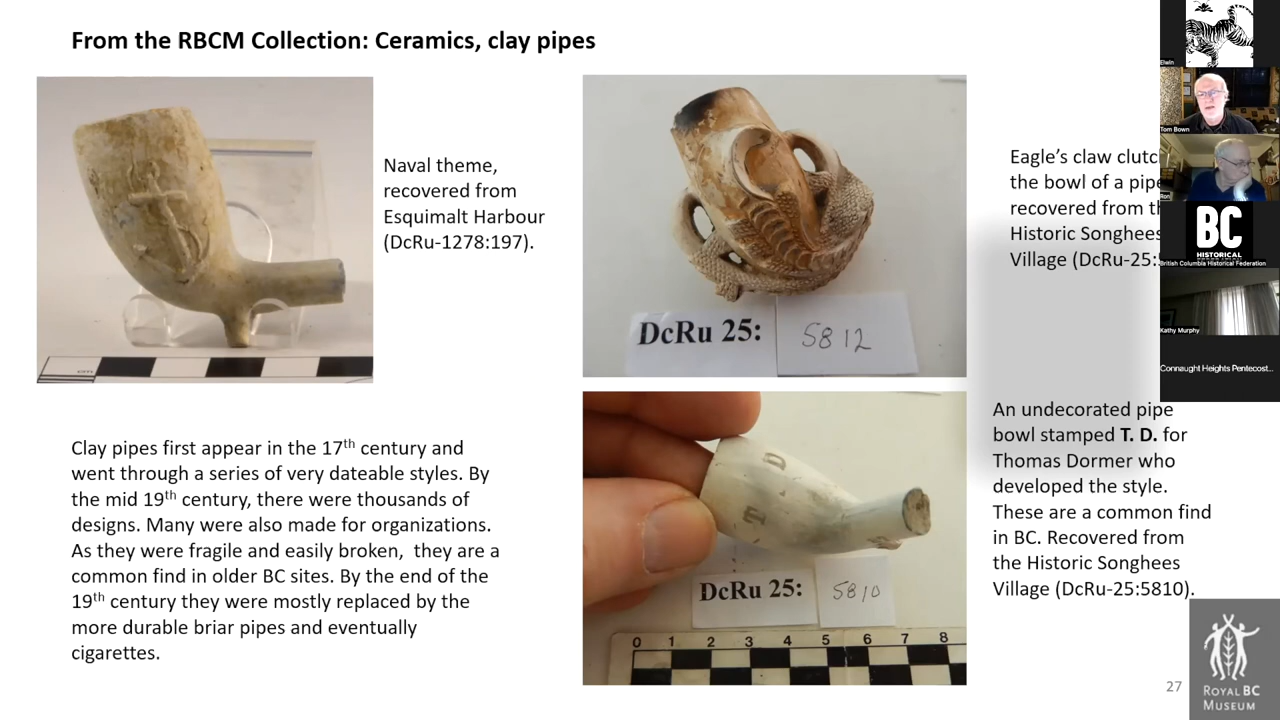 From the RBCM Collection: Ceramics, clay pipes
Naval theme,
recovered from
Esquimalt Harbour
(DcRu-1278:197).
cm
Clay pipes first appear in the 17th century and
went through a series of very dateable styles. By
the mid 19th century, there were thousands of
designs. Many were also made for organizations.
As they were fragile and easily broken, they are a
common find in older BC sites. By the end of the
19th century they were mostly replaced by the
more durable briar pipes and eventually
cigarettes.
DcRu 25: 5812
Eagle’s claw clutc
the bowl of a pipe
recovered from th
Historic Songhees
Village (DcRu-25:5
T D
DcRu 25: 5810
0 1 2 3 4 5 6 7 8
An undecorated pipe
bowl stamped T. D. for
Thomas Dormer who
developed the style.
These are a common find
in BC. Recovered from
the Historic Songhees
Village (DcRu-25:5810).
27
ROYAL BC
MUSEUM
Elwin
Tom Bown
Ron
BC
HISTORICAL
British Columbia Historical Federation
Kathy Murphy
Connaught Heights Pentecost...